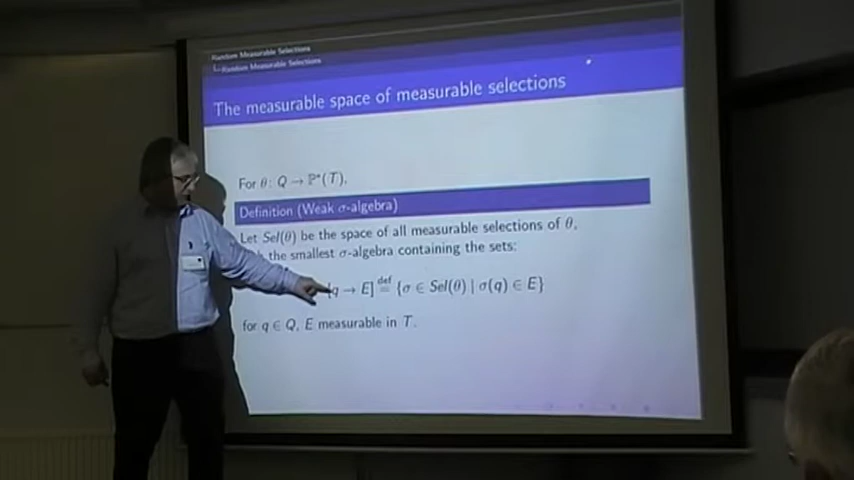 Random Measurable Selections
Random Measurable Selections
The measurable space of measurable selections
For θ: Q → ℙ*(T),
Definition (Weak σ-algebra)
Let Sel(θ) be the space of all measurable selections of θ,
the smallest σ-algebra containing the sets:
[q → E] def= {σ ∈ Sel(θ) | σ(q) ∈ E}
for q ∈ Q, E measurable in T.